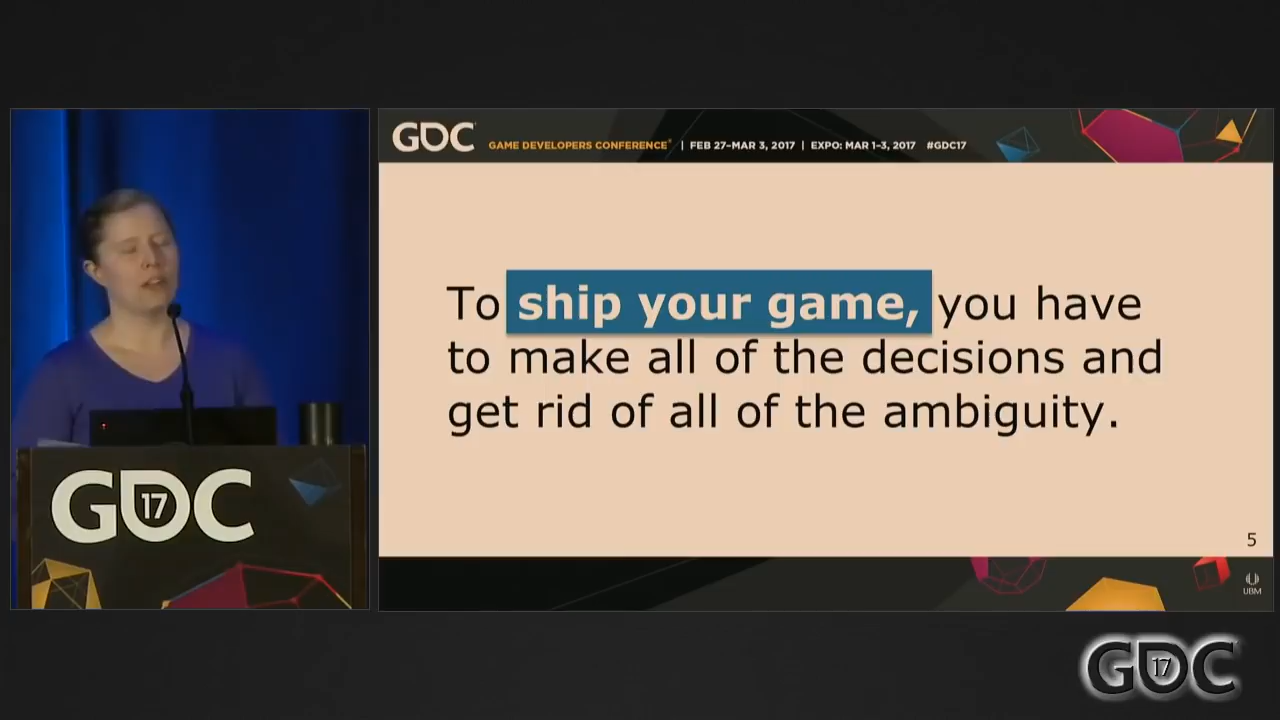 GDC
GAME DEVELOPERS CONFERENCE® | FEB 27-MAR 3, 2017 | EXPO: MAR 1-3, 2017 #GDC17
To ship your game, you have
to make all of the decisions and
get rid of all of the ambiguity.
5
UBM
GDC
17
GDC
17